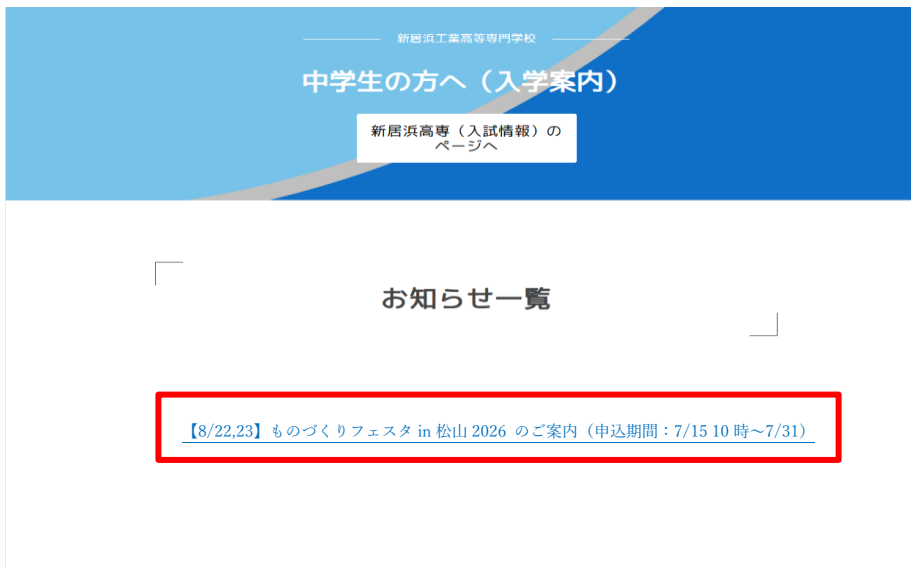 新居浜工業高等専門学校
中学生の方へ（入学案内）
新居浜高専（入試情報）の
ページへ
お知らせ一覧
【8/22,23】ものづくりフェスタ in 松山 2026 のご案内（申込期間：7/15 10 時～7/31）